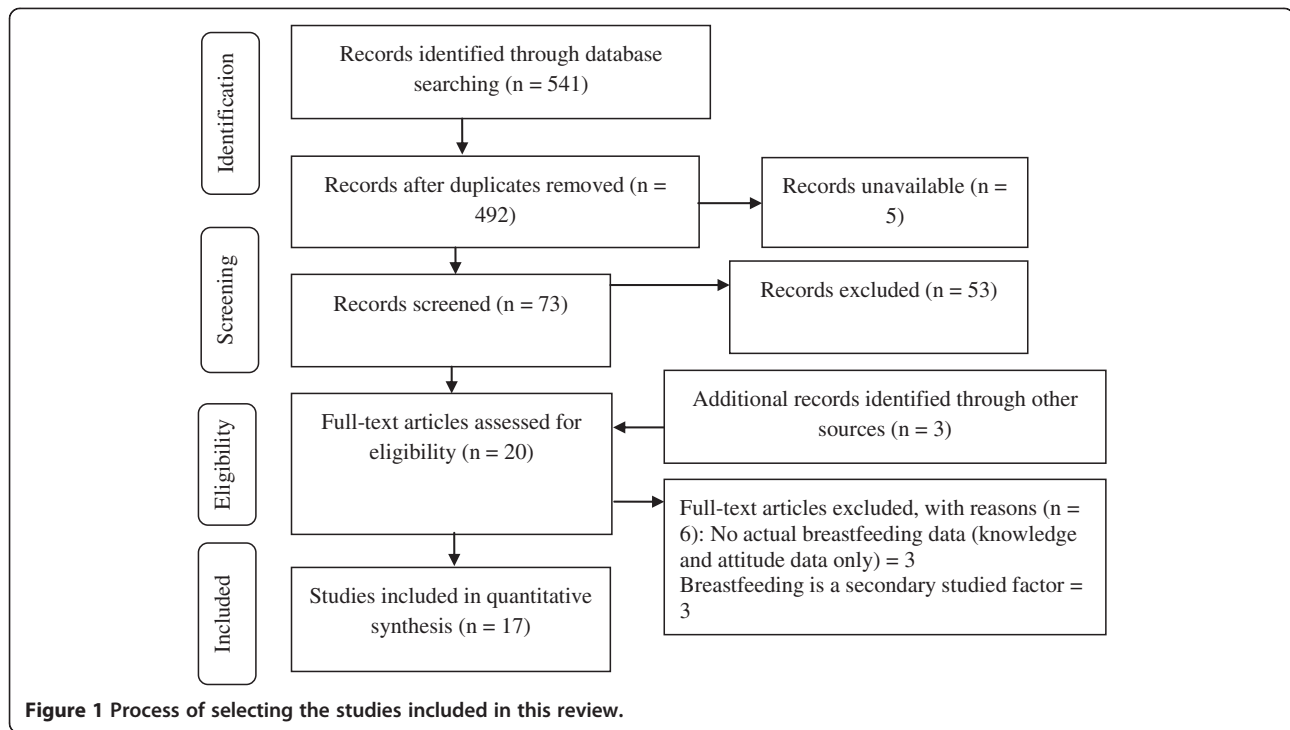 Identification
Records identified through database
searching (n = 541)
Records after duplicates removed (n =
492)
Records unavailable (n =
5)
Screening
Records screened (n = 73)
Records excluded (n = 53)
Eligibility
Full-text articles assessed for
eligibility (n = 20)
Additional records identified through other
sources (n = 3)
Full-text articles excluded, with reasons (n =
6): No actual breastfeeding data (knowledge
and attitude data only) = 3
Breastfeeding is a secondary studied factor =
3
Included
Studies included in quantitative
synthesis (n = 17)
Figure 1 Process of selecting the studies included in this review.